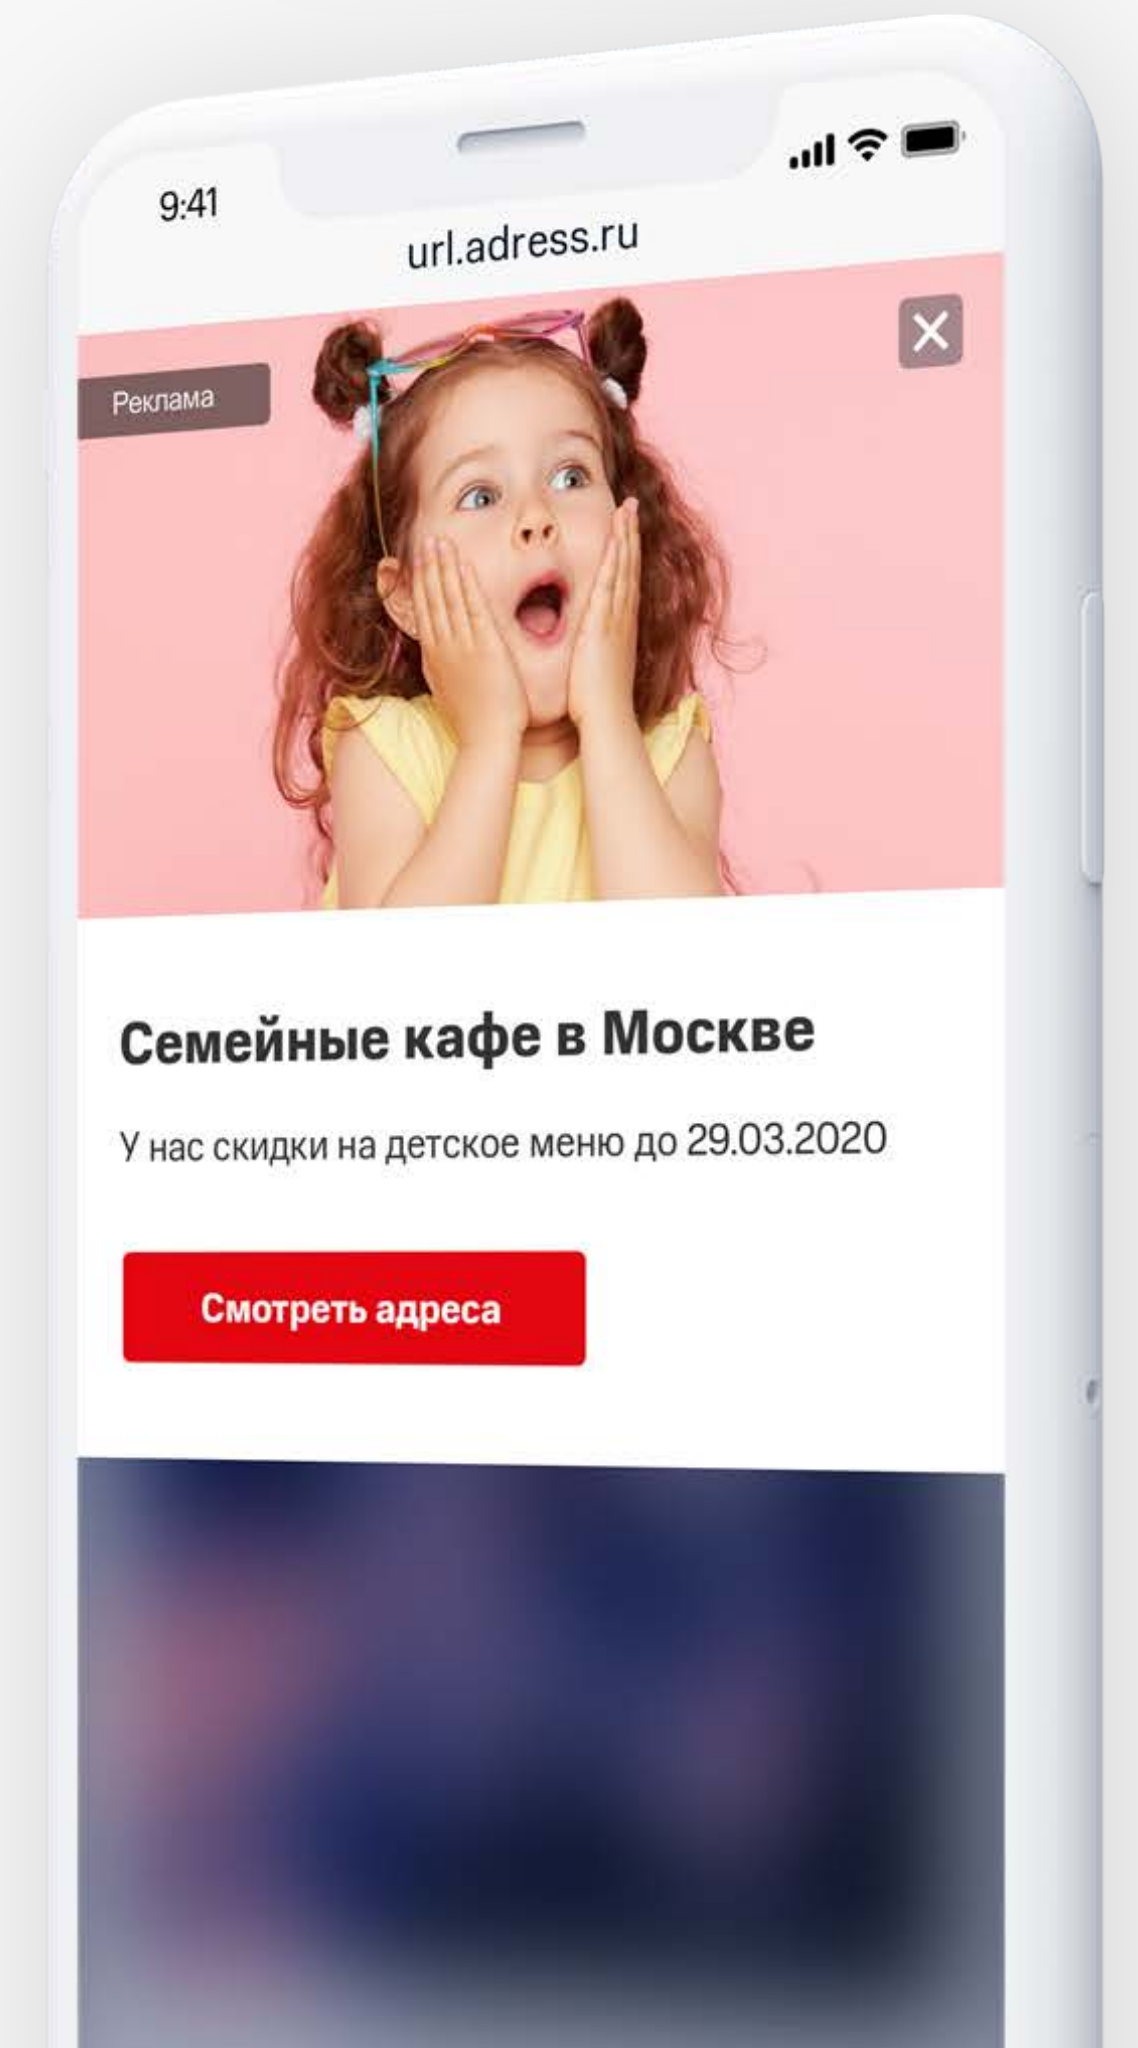 9:41
url.adress.ru
Реклама
Семейные кафе в Москве
У нас скидки на детское меню до 29.03.2020
Смотреть адреса